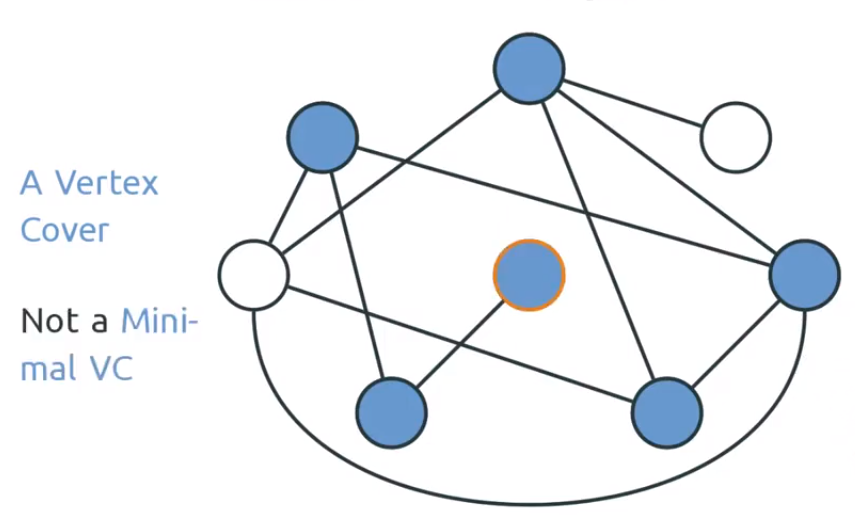 A Vertex
Cover
Not a Mini-
mal VC